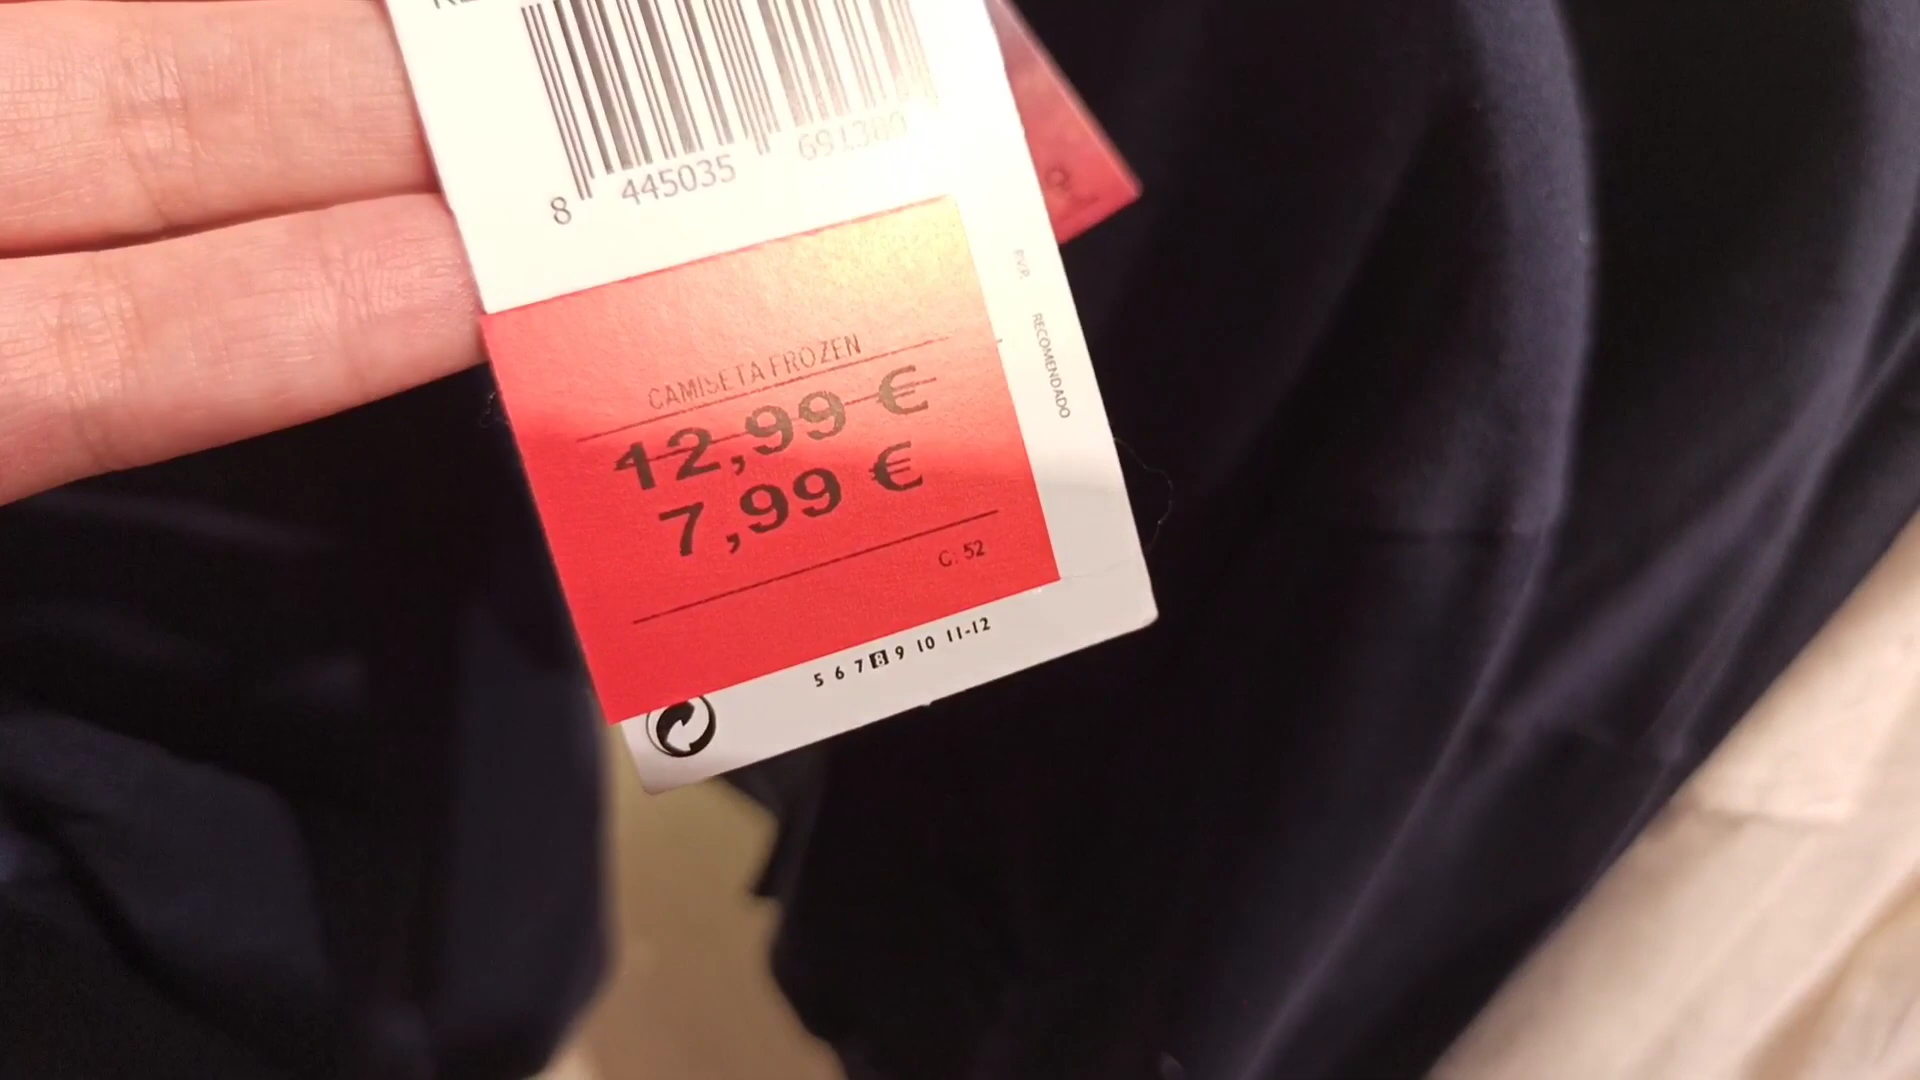 8 445035 691380
P.V.P. RECOMENDADO
CAMISETA FROZEN
12,99 €
7,99 €
C: 52
5 6 7 8 9 10 11-12